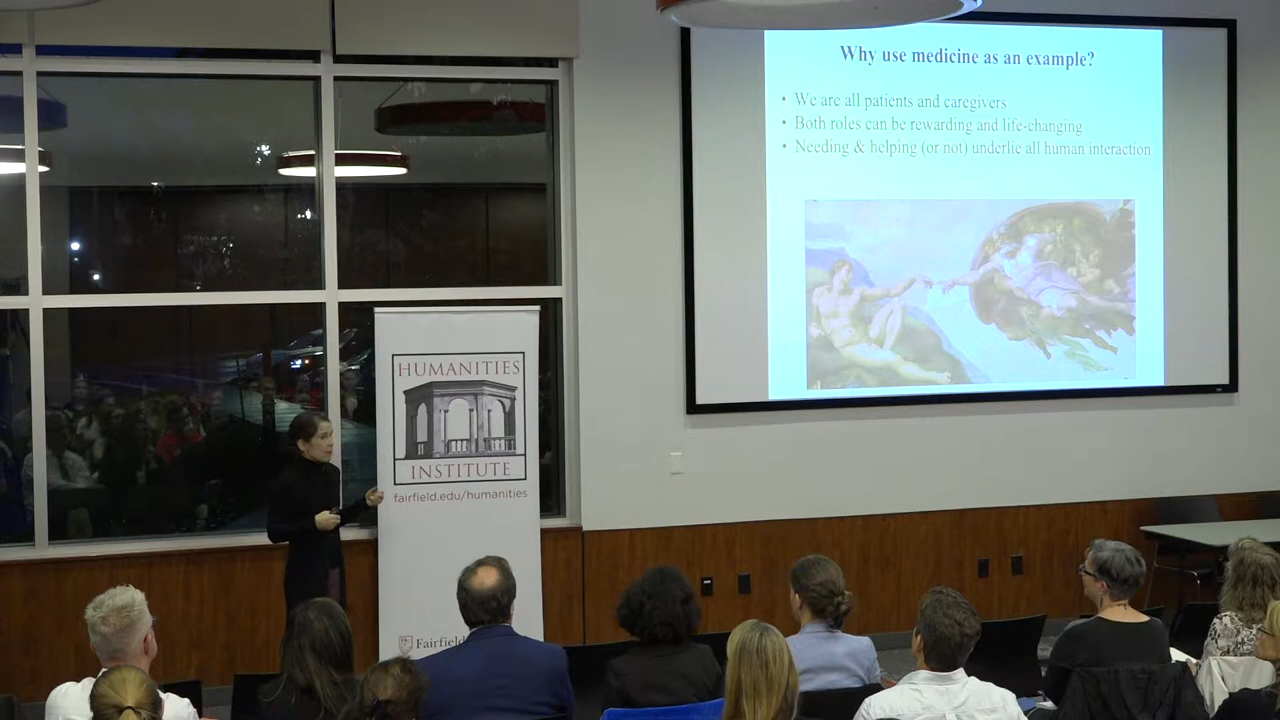 Why use medicine as an example?
• We are all patients and caregivers
• Both roles can be rewarding and life-changing
• Needing & helping (or not) underlie all human interaction
HUMANITIES
INSTITUTE
fairfield.edu/humanities
Fairfield